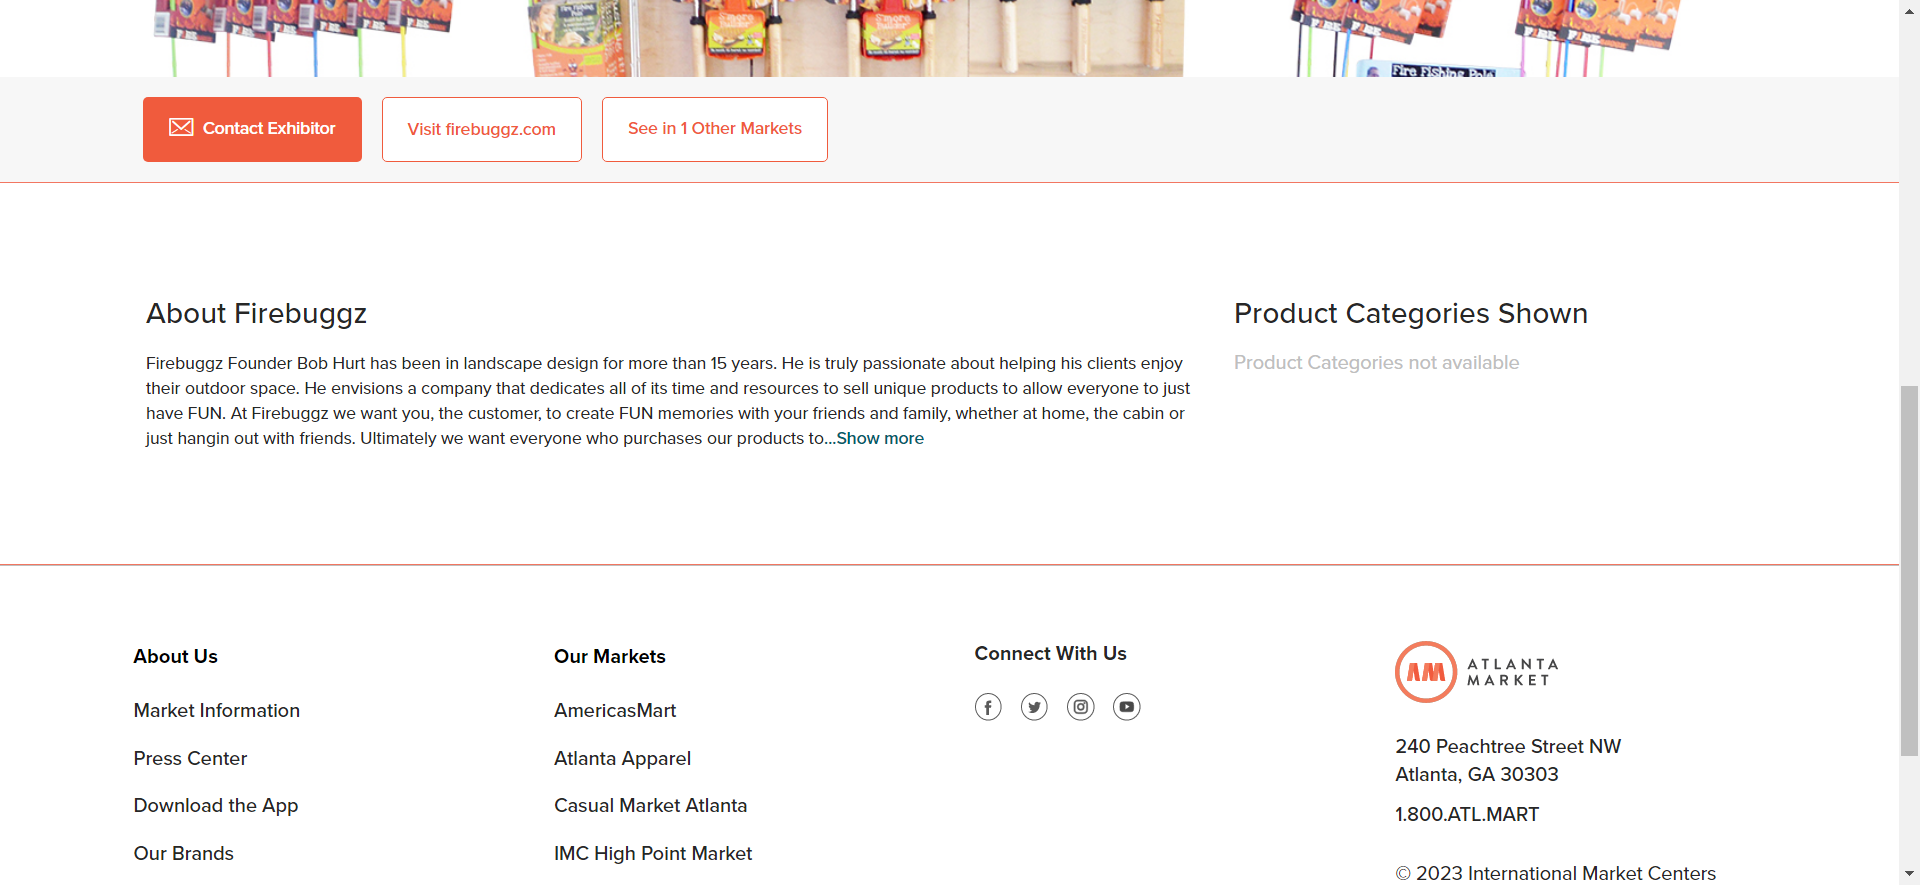 Fire Fishing Pole
Contact Exhibitor
Visit firebuggz.com
See in 1 Other Markets
About Firebuggz
Firebuggz Founder Bob Hurt has been in landscape design for more than 15 years. He is truly passionate about helping his clients enjoy
their outdoor space. He envisions a company that dedicates all of its time and resources to sell unique products to allow everyone to just
have FUN. At Firebuggz we want you, the customer, to create FUN memories with your friends and family, whether at home, the cabin or
just hangin out with friends. Ultimately we want everyone who purchases our products to...Show more
Product Categories Shown
Product Categories not available
About Us
Market Information
Press Center
Download the App
Our Brands
Our Markets
AmericasMart
Atlanta Apparel
Casual Market Atlanta
IMC High Point Market
Connect With Us
AM
ATLANTA
MARKET
240 Peachtree Street NW
Atlanta, GA 30303
1.800.ATL.MART
© 2023 International Market Centers